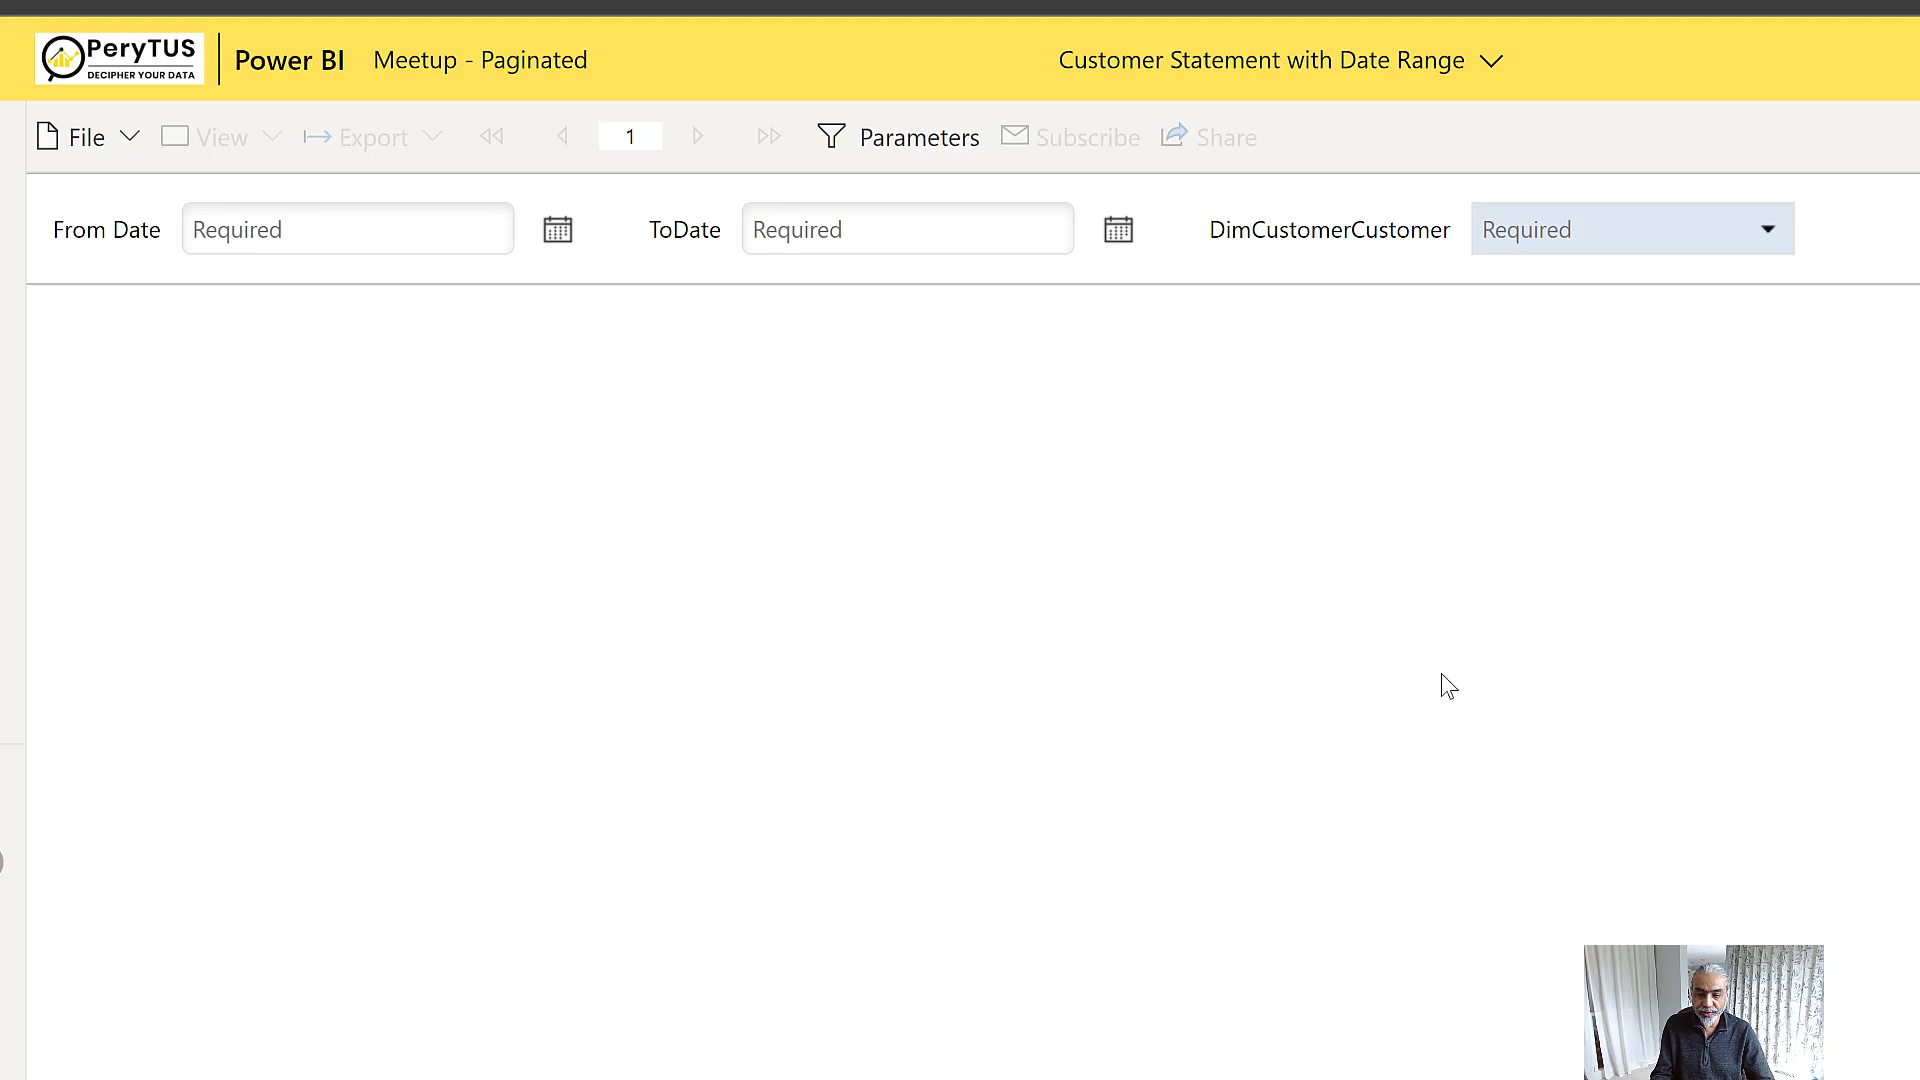 PeryTUS
DECIPHER YOUR DATA
Power BI
Meetup - Paginated
Customer Statement with Date Range
File
View
Export
1
Parameters
Subscribe
Share
From Date
Required
ToDate
Required
DimCustomerCustomer
Required